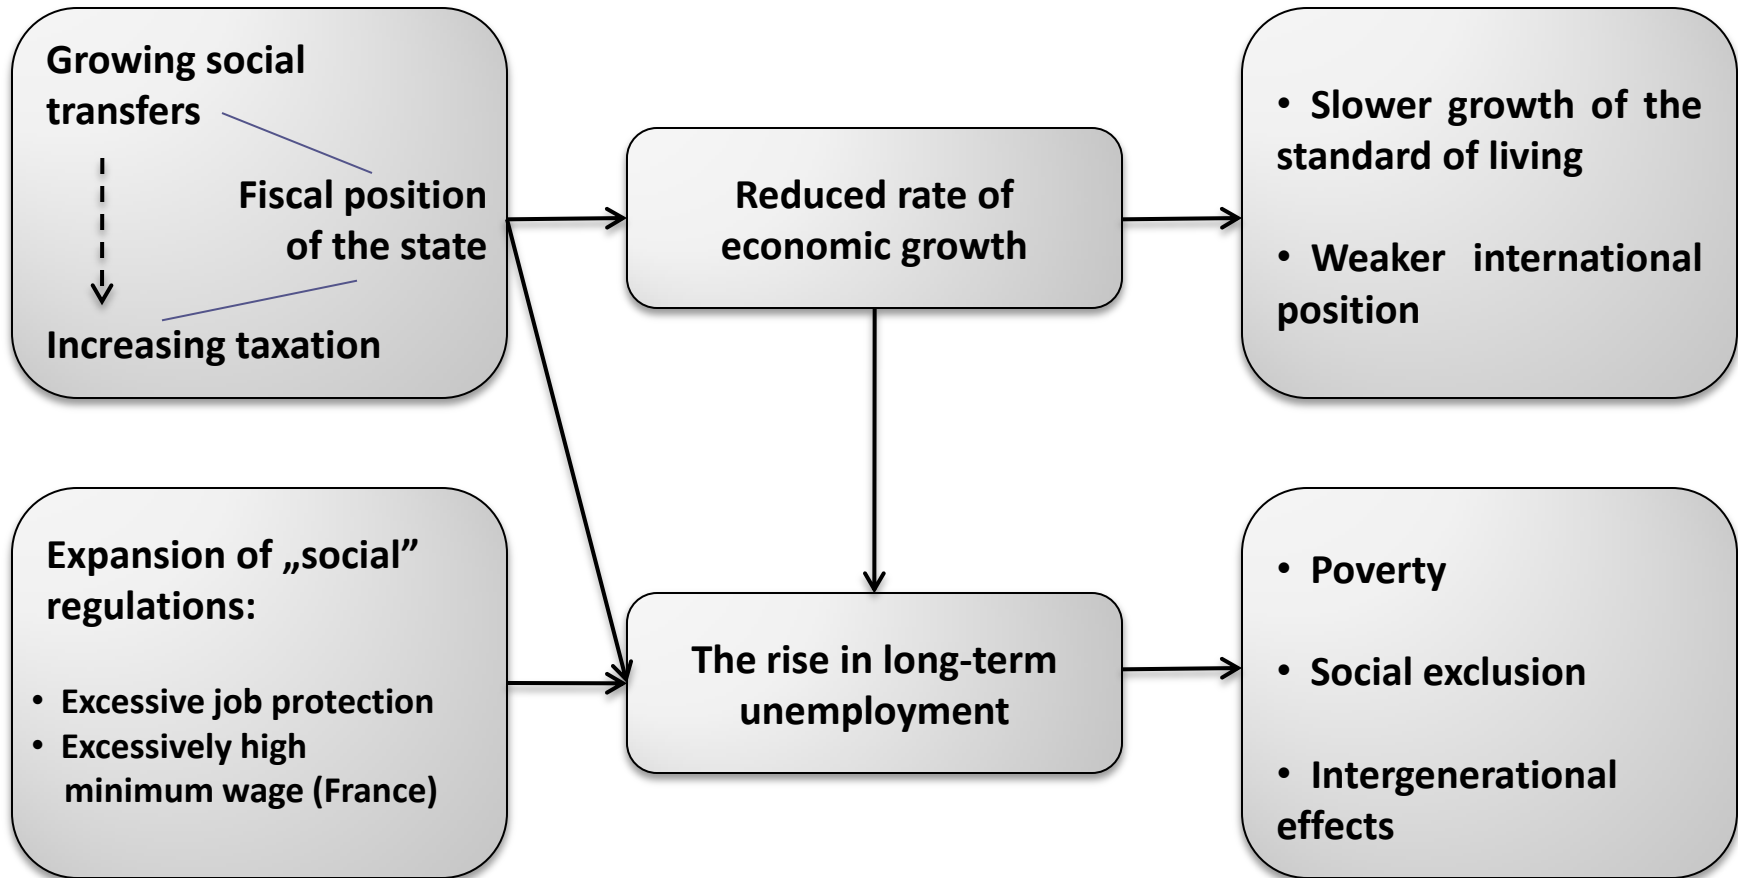 Growing social
transfers
Fiscal position
of the state
Increasing taxation
Reduced rate of
economic growth
• Slower growth of the
standard of living
• Weaker international
position
Expansion of „social”
regulations:
• Excessive job protection
• Excessively high
minimum wage (France)
The rise in long-term
unemployment
• Poverty
• Social exclusion
• Intergenerational
effects